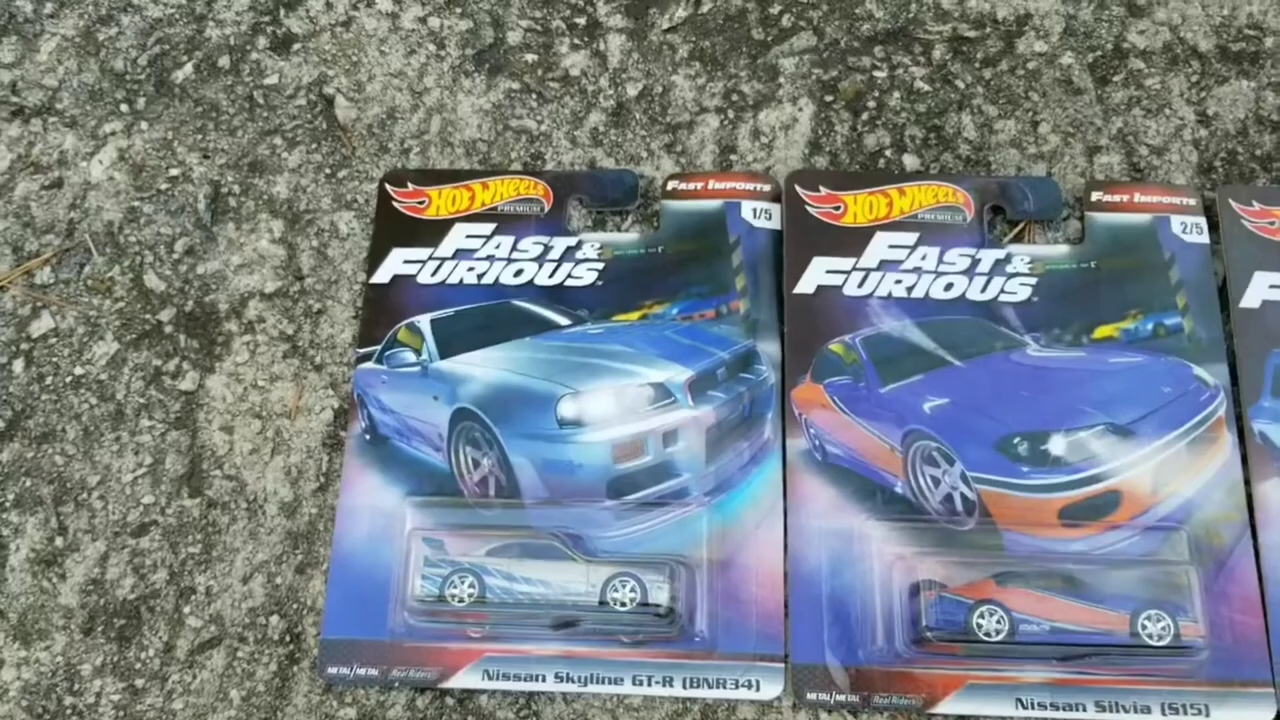 HOT WHEELS
PREMIUM
FAST IMPORTS
1/5
FAST &
FURIOUS
METAL/METAL
Real Riders
Nissan Skyline GT-R (BNR34)
HOT WHEELS
PREMIUM
FAST IMPORTS
2/5
FAST &
FURIOUS
METAL/METAL
Real Riders
Nissan Silvia (S15)
F